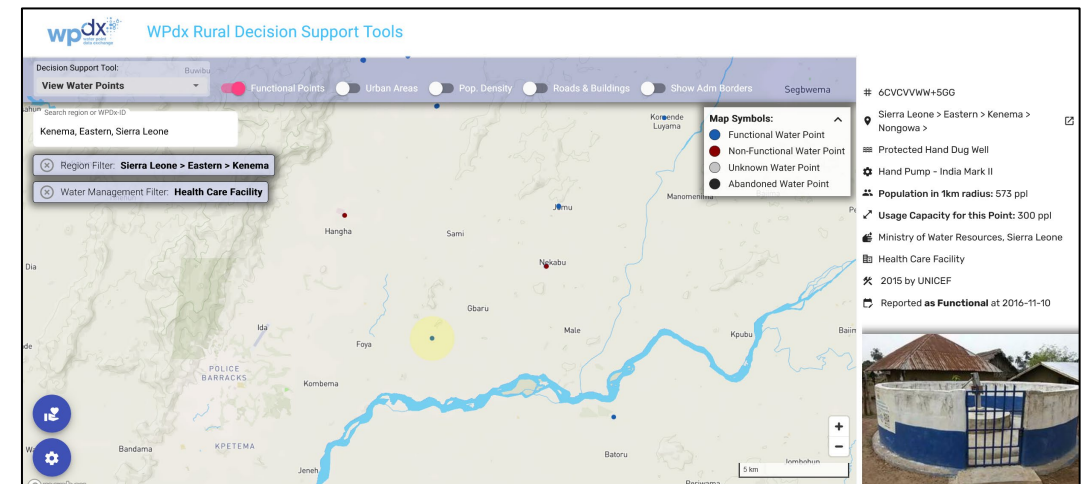 wpdx
water point
data exchange
WPdx Rural Decision Support Tools
Decision Support Tool:
View Water Points
Buwibu
Functional Points
Urban Areas
Pop. Density
Roads & Buildings
Show Adm Borders
Segbwema
Search region or WPDx-ID
Kenema, Eastern, Sierra Leone
Region Filter: Sierra Leone > Eastern > Kenema
Water Management Filter: Health Care Facility
Luyama
Map Symbols:
Functional Water Point
Non-Functional Water Point
Unknown Water Point
Abandoned Water Point
Jomu
Hangha
Sami
Dia
Nekabu
Gbaru
Ida
Male
Foya
Kpubu
POLICE
BARRACKS
Kombema
KPETEMA
Bandama
Batoru
Jeneh
5 km
+
−
# 6CVCVVWW+5GG
Sierra Leone > Eastern > Kenema >
Nongowa >
Protected Hand Dug Well
Hand Pump - India Mark II
Population in 1km radius: 573 ppl
Usage Capacity for this Point: 300 ppl
Ministry of Water Resources, Sierra Leone
Health Care Facility
2015 by UNICEF
Reported as Functional at 2016-11-10